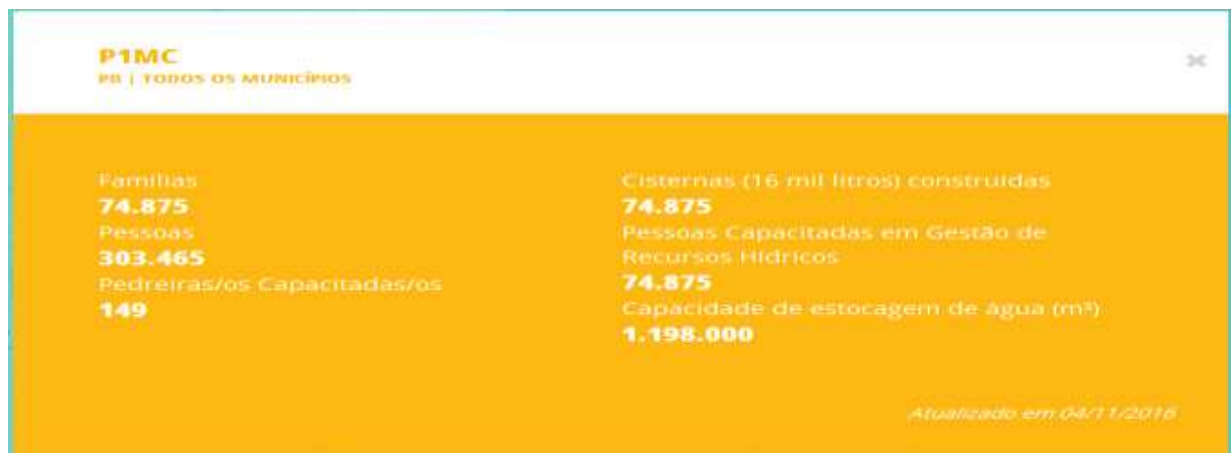 P1MC
PB | TODOS OS MUNICÍPIOS
Famílias
74.875
Pessoas
303.465
Pedreiras/os Capacitadas/os
149
Cisternas (16 mil litros) construídas
74.875
Pessoas Capacitadas em Gestão de
Recursos Hídricos
74.875
Capacidade de estocagem de água (m³)
1.198.000
Atualizado em 04/11/2016